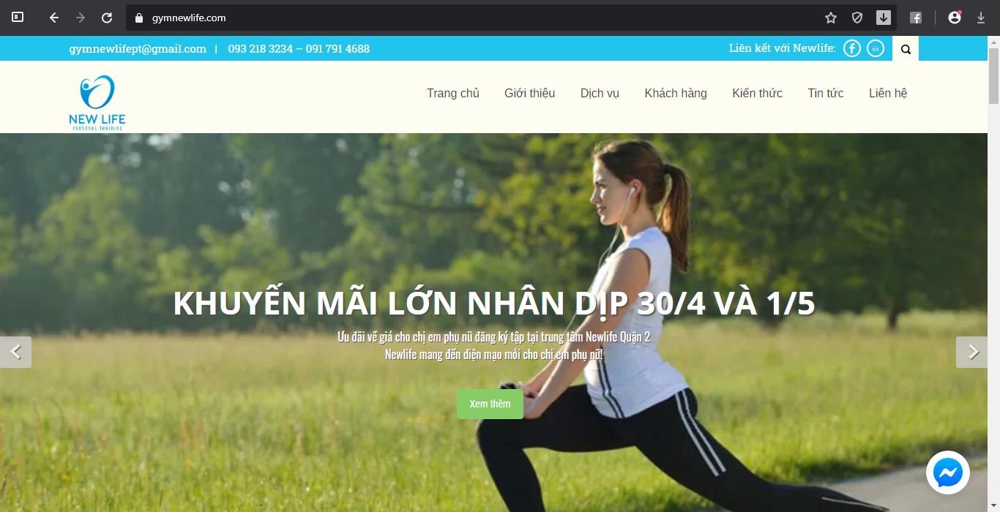 gymnewlife.com
gymnewlifept@gmail.com | 093 218 3234 – 091 791 4688
Liên kết với Newlife:
NEW LIFE
PERSONAL TRAINING
Trang chủ Giới thiệu Dịch vụ Khách hàng Kiến thức Tin tức Liên hệ
KHUYẾN MÃI LỚN NHÂN DỊP 30/4 VÀ 1/5
Ưu đãi về giá cho chị em phụ nữ đăng ký tập tại trung tâm Newlife Quận 2
Newlife mang đến diện mạo mới cho chị em phụ nữ!
Xem thêm